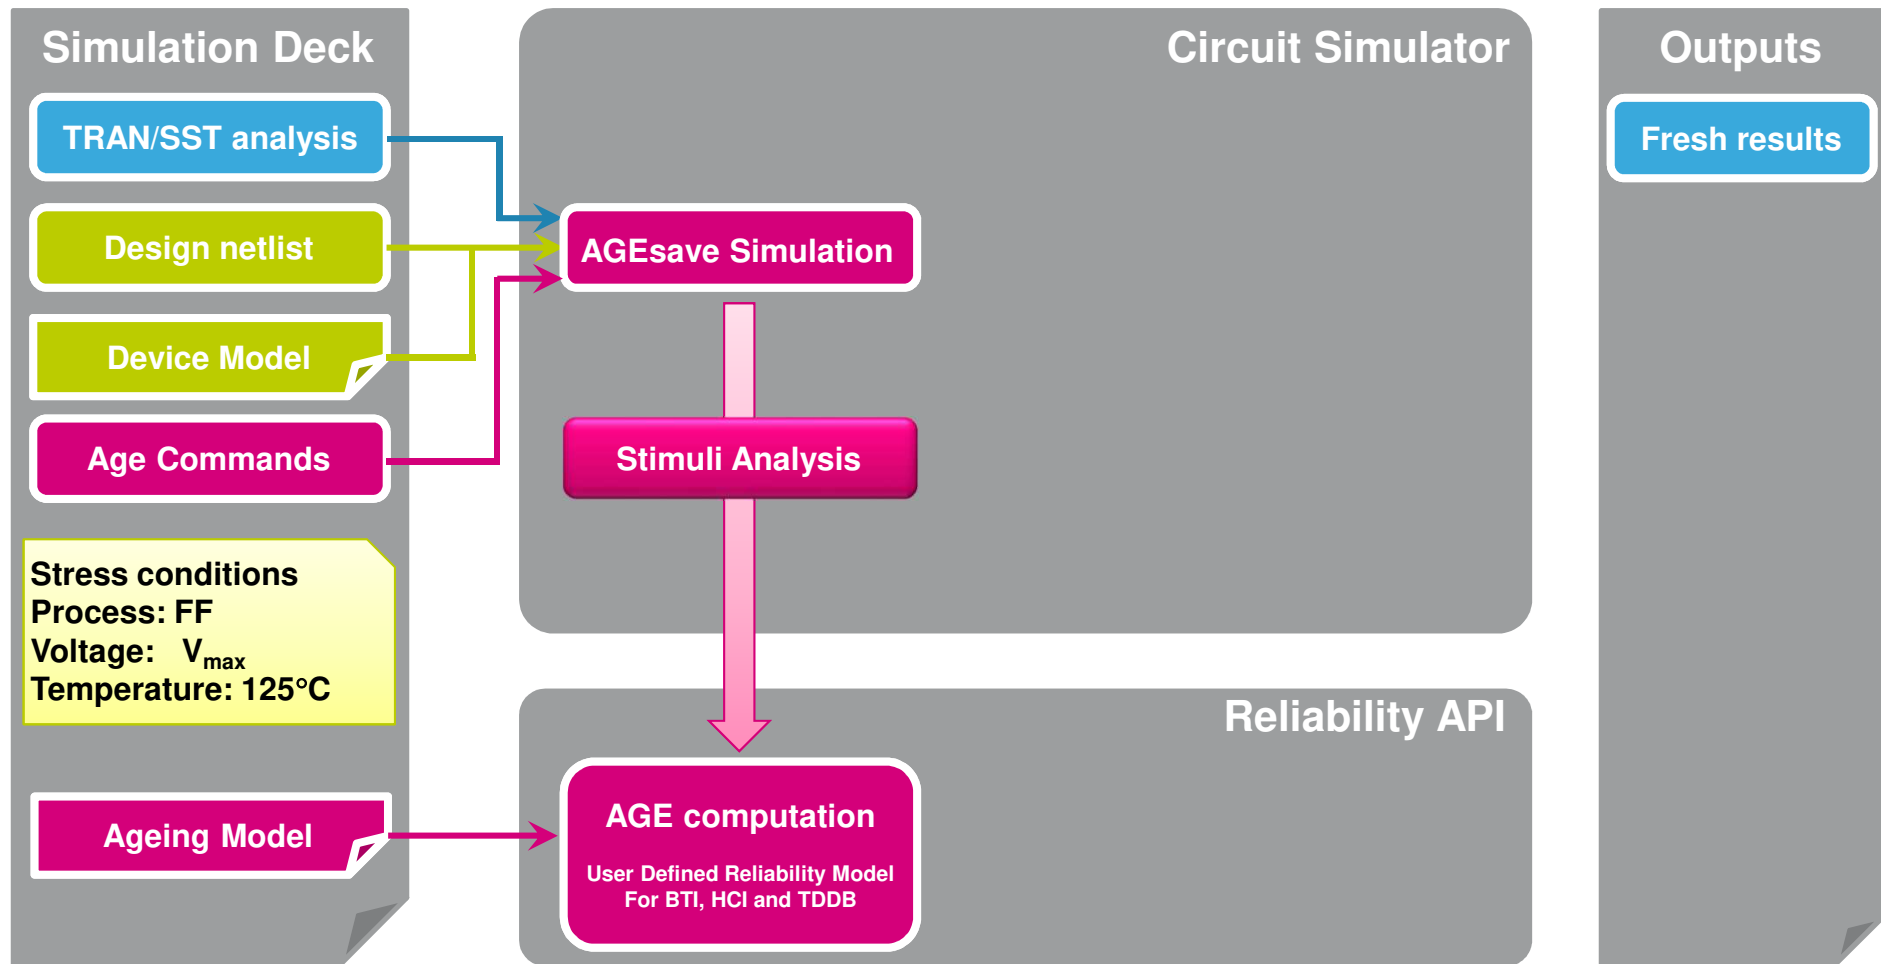 Simulation Deck
TRAN/SST analysis
Design netlist
Device Model
Age Commands
Stress conditions
Process: FF
Voltage: Vmax
Temperature: 125°C
Ageing Model
Circuit Simulator
AGEsave Simulation
Stimuli Analysis
Reliability API
AGE computation
User Defined Reliability Model
For BTI, HCI and TDDB
Outputs
Fresh results